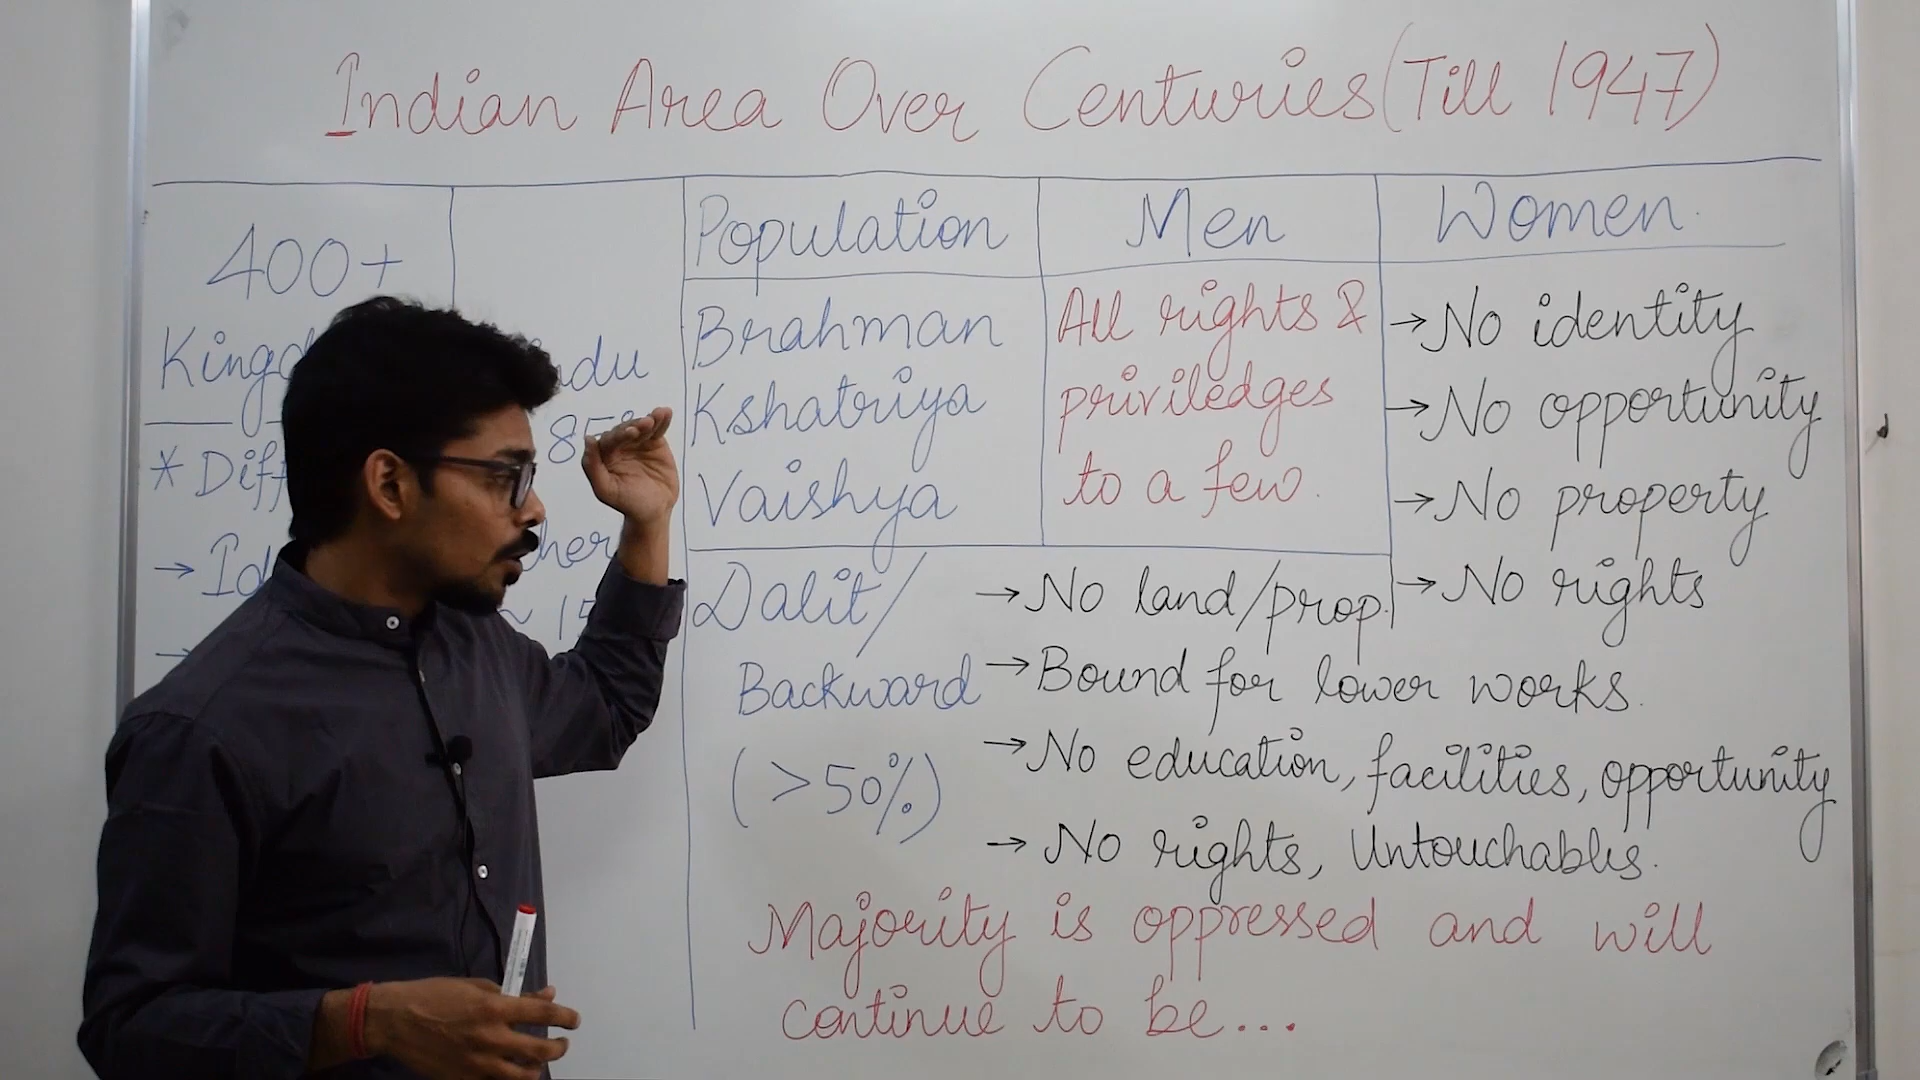 Indian Area Over Centuries (Till 1947)
400+
* Diff
→
→
85%
Population
Brahman
Kshatriya
Vaishya
Men
All rights &
priviledges
to a few.
Women
→ No identity
→ No opportunity
→ No property
→ No rights
Dalit/
Backward
(>50%)
→ No land/prop.
→ Bound for lower works.
→ No education, facilities, opportunity
→ No rights, Untouchables.
Majority is oppressed and will
continue to be...